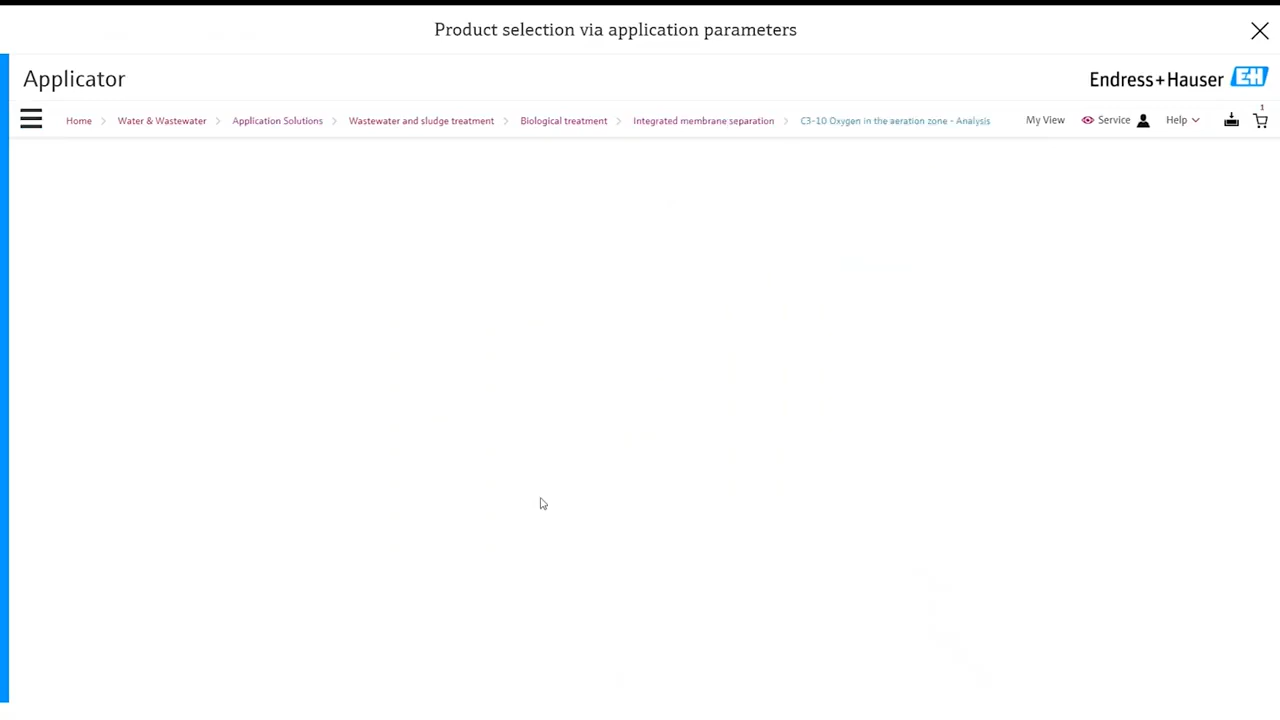 Product selection via application parameters
Applicator
Endress+Hauser EH
Home Water & Wastewater Application Solutions Wastewater and sludge treatment Biological treatment Integrated membrane separation C3-10 Oxygen in the aeration zone - Analysis My View Service Help 1